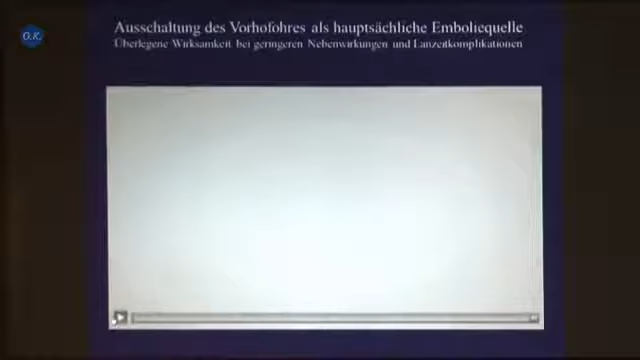 O.K.
Ausschaltung des Vorhofohres als hauptsächliche Emboliequelle
Überlegene Wirksamkeit bei geringeren Nebenwirkungen und Lanzeitkomplikationen